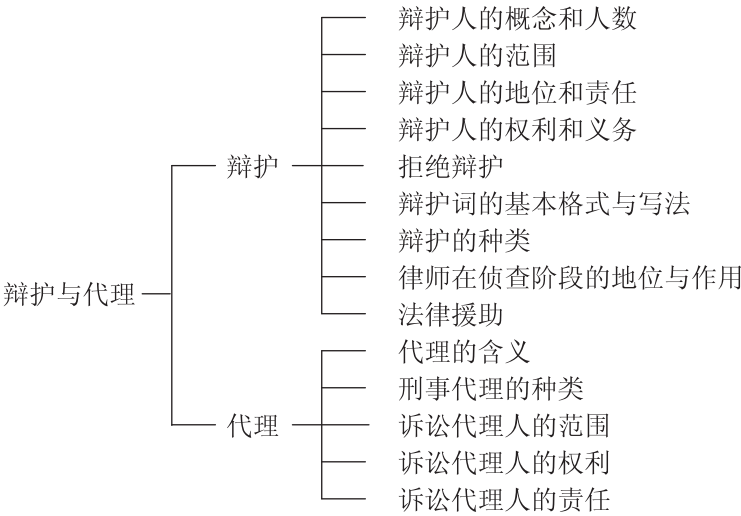 辩护与代理
辩护
辩护人的概念和人数
辩护人的范围
辩护人的地位和责任
辩护人的权利和义务
拒绝辩护
辩护词的基本格式与写法
辩护的种类
律师在侦查阶段的地位与作用
法律援助
代理
代理的含义
刑事代理的种类
诉讼代理人的范围
诉讼代理人的权利
诉讼代理人的责任